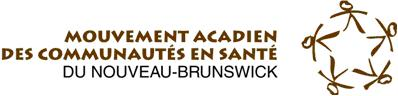 MOUVEMENT ACADIEN
DES COMMUNAUTÉS EN SANTÉ
DU NOUVEAU-BRUNSWICK